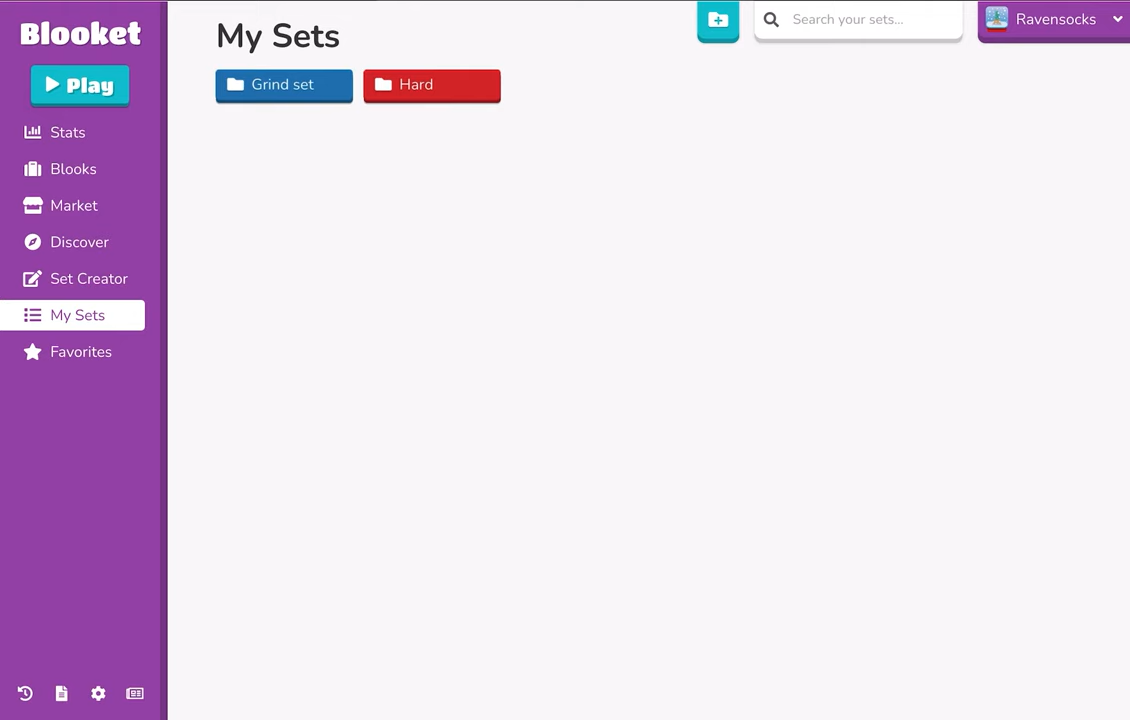 Blooket
Play
Stats
Blooks
Market
Discover
Set Creator
My Sets
Favorites
My Sets
Search your sets...
Ravensocks
Grind set
Hard